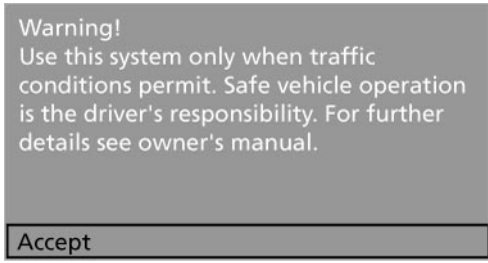 Warning!
Use this system only when traffic
conditions permit. Safe vehicle operation
is the driver's responsibility. For further
details see owner's manual.
Accept